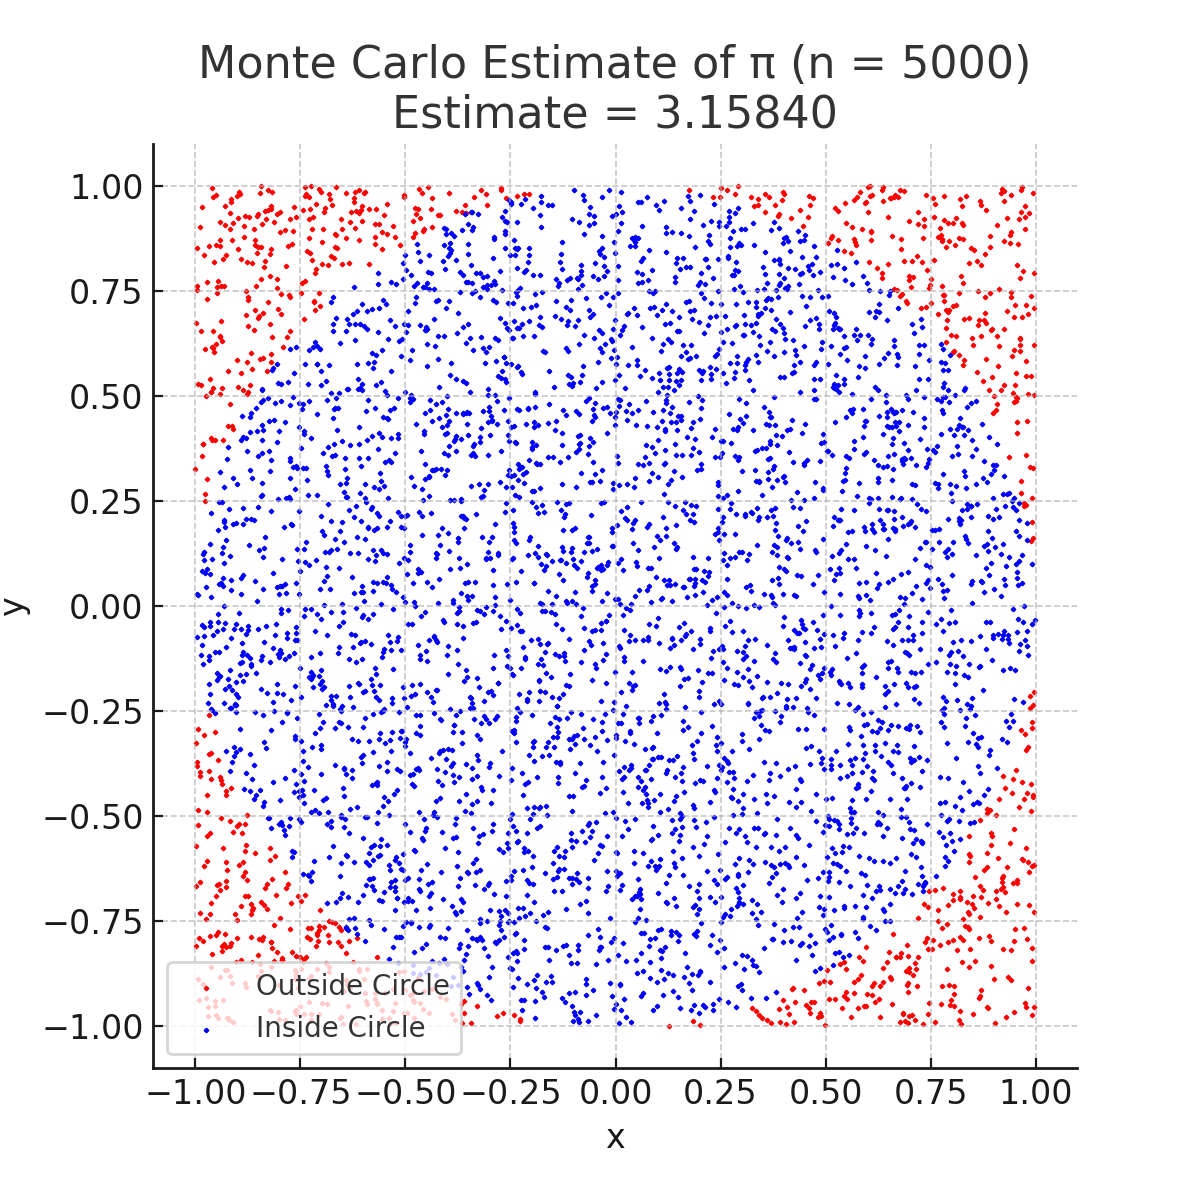 Monte Carlo Estimate of π (n = 5000)
Estimate = 3.15840
1.00
0.75
0.50
0.25
0.00
−0.25
−0.50
−0.75
−1.00
y
Outside Circle
Inside Circle
−1.00 −0.75 −0.50 −0.25 0.00 0.25 0.50 0.75 1.00
x